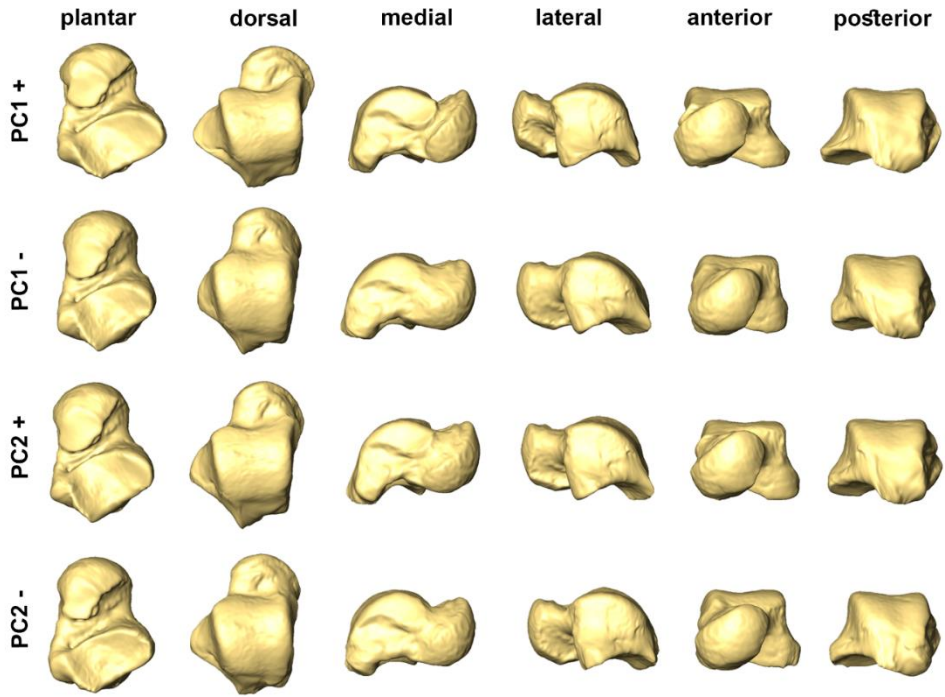 plantar dorsal medial lateral anterior posterior
PC1 +
PC1 -
PC2 +
PC2 -